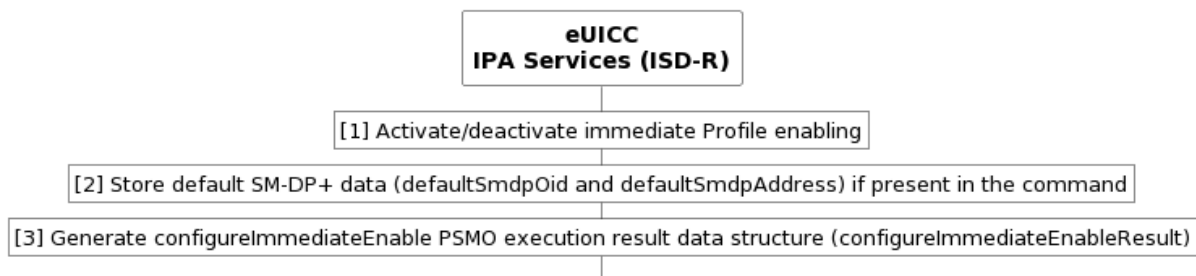 eUICC
IPA Services (ISD-R)
[1] Activate/deactivate immediate Profile enabling
[2] Store default SM-DP+ data (defaultSmdpOid and defaultSmdpAddress) if present in the command
[3] Generate configureImmediateEnable PSMO execution result data structure (configureImmediateEnableResult)